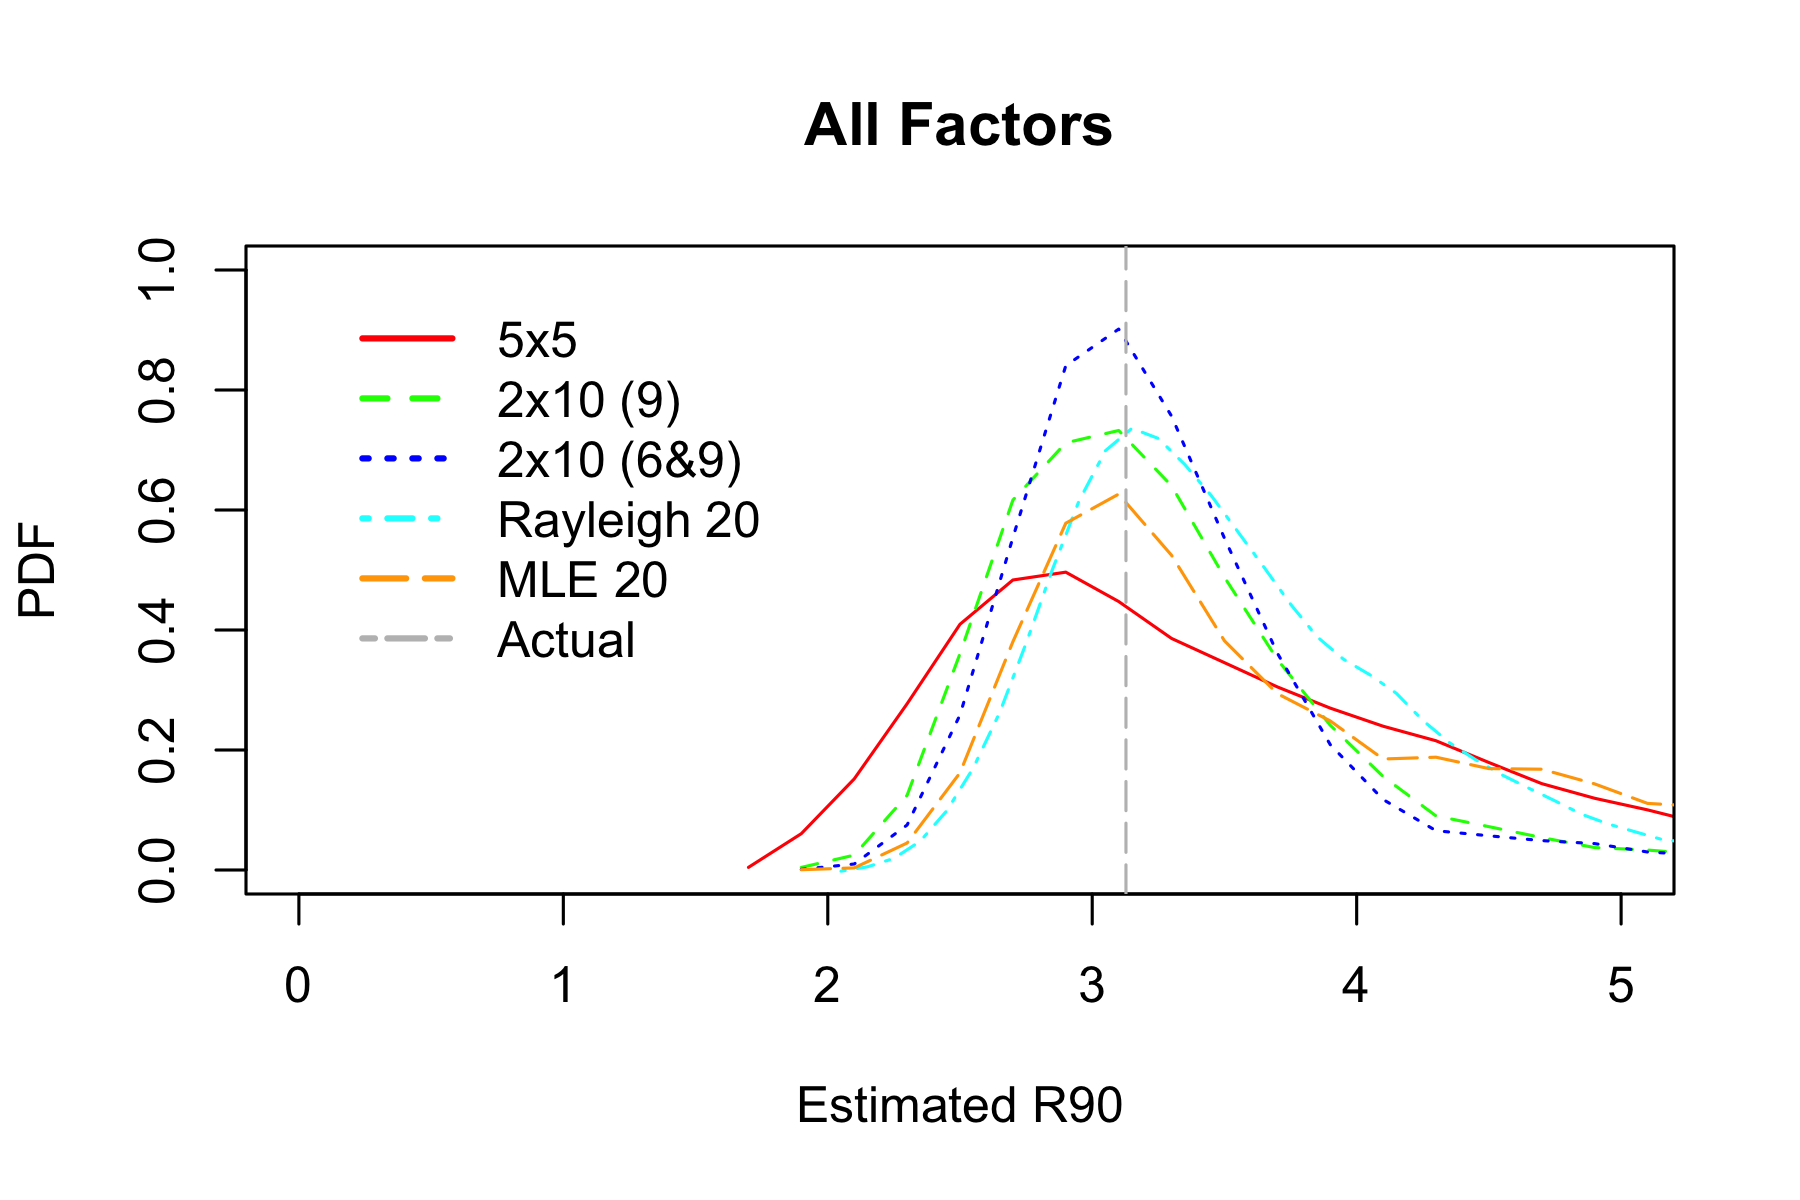 All Factors
PDF
1.0
0.8
0.6
0.4
0.2
0.0
5x5
2x10 (9)
2x10 (6&9)
Rayleigh 20
MLE 20
Actual
0 1 2 3 4 5
Estimated R90